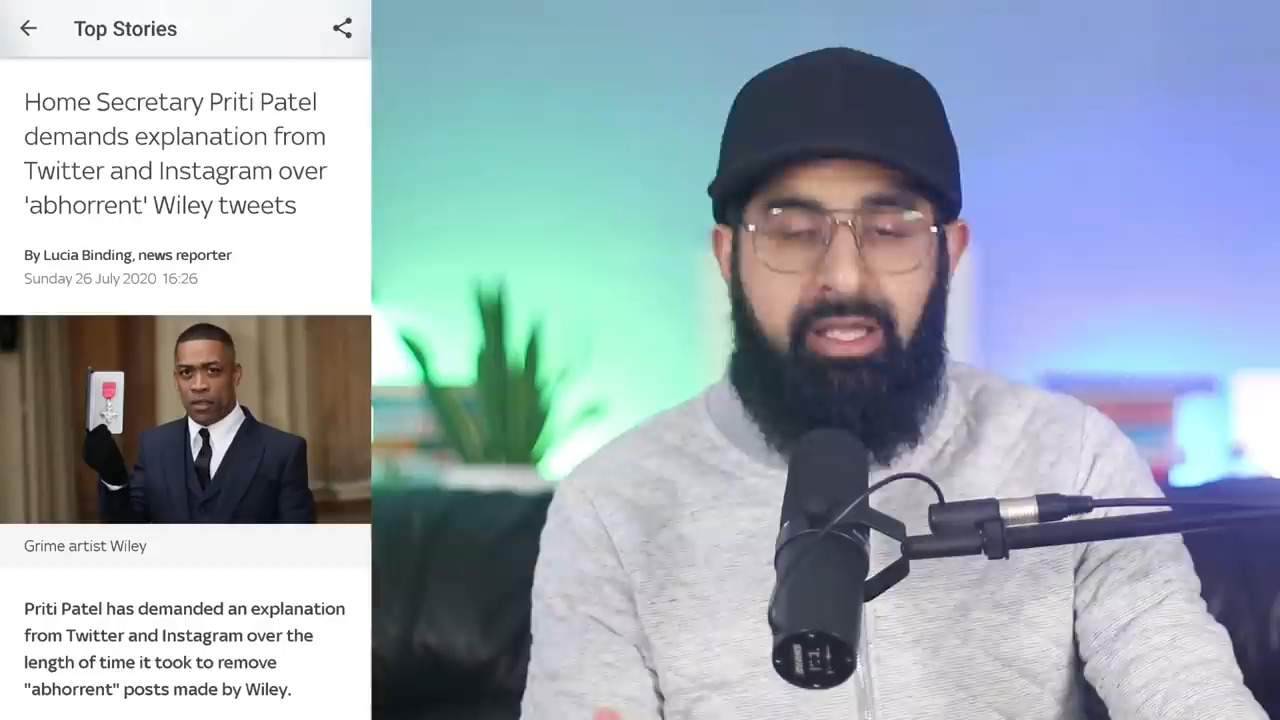 Top Stories
Home Secretary Priti Patel
demands explanation from
Twitter and Instagram over
'abhorrent' Wiley tweets
By Lucia Binding, news reporter
Sunday 26 July 2020 16:26
Grime artist Wiley
Priti Patel has demanded an explanation
from Twitter and Instagram over the
length of time it took to remove
"abhorrent" posts made by Wiley.